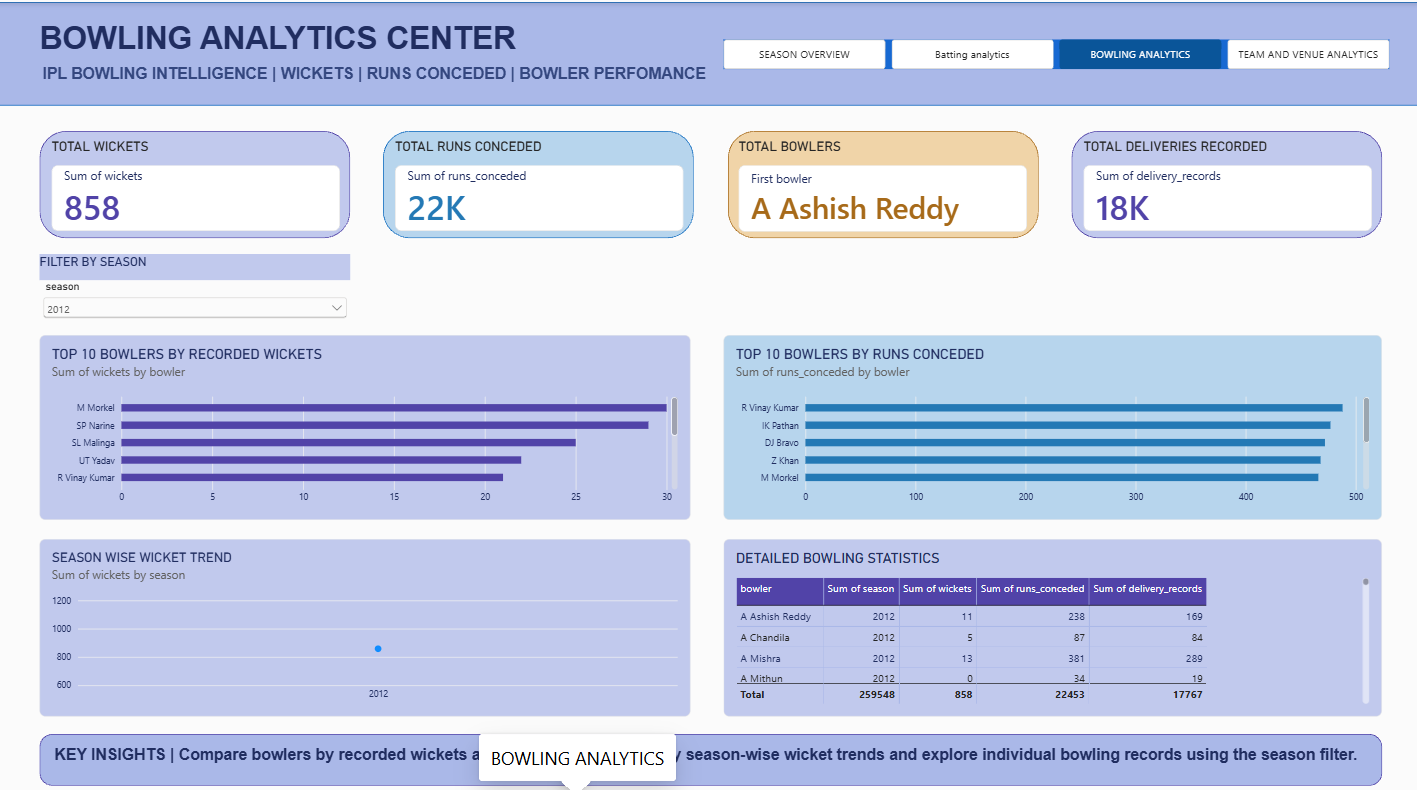 BOWLING ANALYTICS CENTER
IPL BOWLING INTELLIGENCE | WICKETS | RUNS CONCEDED | BOWLER PERFOMANCE
SEASON OVERVIEW
Batting analytics
BOWLING ANALYTICS
TEAM AND VENUE ANALYTICS
TOTAL WICKETS
Sum of wickets
858
TOTAL RUNS CONCEDED
Sum of runs_conceded
22K
TOTAL BOWLERS
First bowler
A Ashish Reddy
TOTAL DELIVERIES RECORDED
Sum of delivery_records
18K
FILTER BY SEASON
season
2012
TOP 10 BOWLERS BY RECORDED WICKETS
Sum of wickets by bowler
M Morkel
SP Narine
SL Malinga
UT Yadav
R Vinay Kumar
0 5 10 15 20 25 30
TOP 10 BOWLERS BY RUNS CONCEDED
Sum of runs_conceded by bowler
R Vinay Kumar
IK Pathan
DJ Bravo
Z Khan
M Morkel
0 100 200 300 400 500
SEASON WISE WICKET TREND
Sum of wickets by season
1200
1000
800
600
2012
DETAILED BOWLING STATISTICS
bowler Sum of season Sum of wickets Sum of runs_conceded Sum of delivery_records
A Ashish Reddy 2012 11 238 169
A Chandila 2012 5 87 84
A Mishra 2012 13 381 289
A Mithun 2012 0 34 19
Total 259548 858 22453 17767
KEY INSIGHTS | Compare bowlers by recorded wickets season-wise wicket trends and explore individual bowling records using the season filter.
BOWLING ANALYTICS